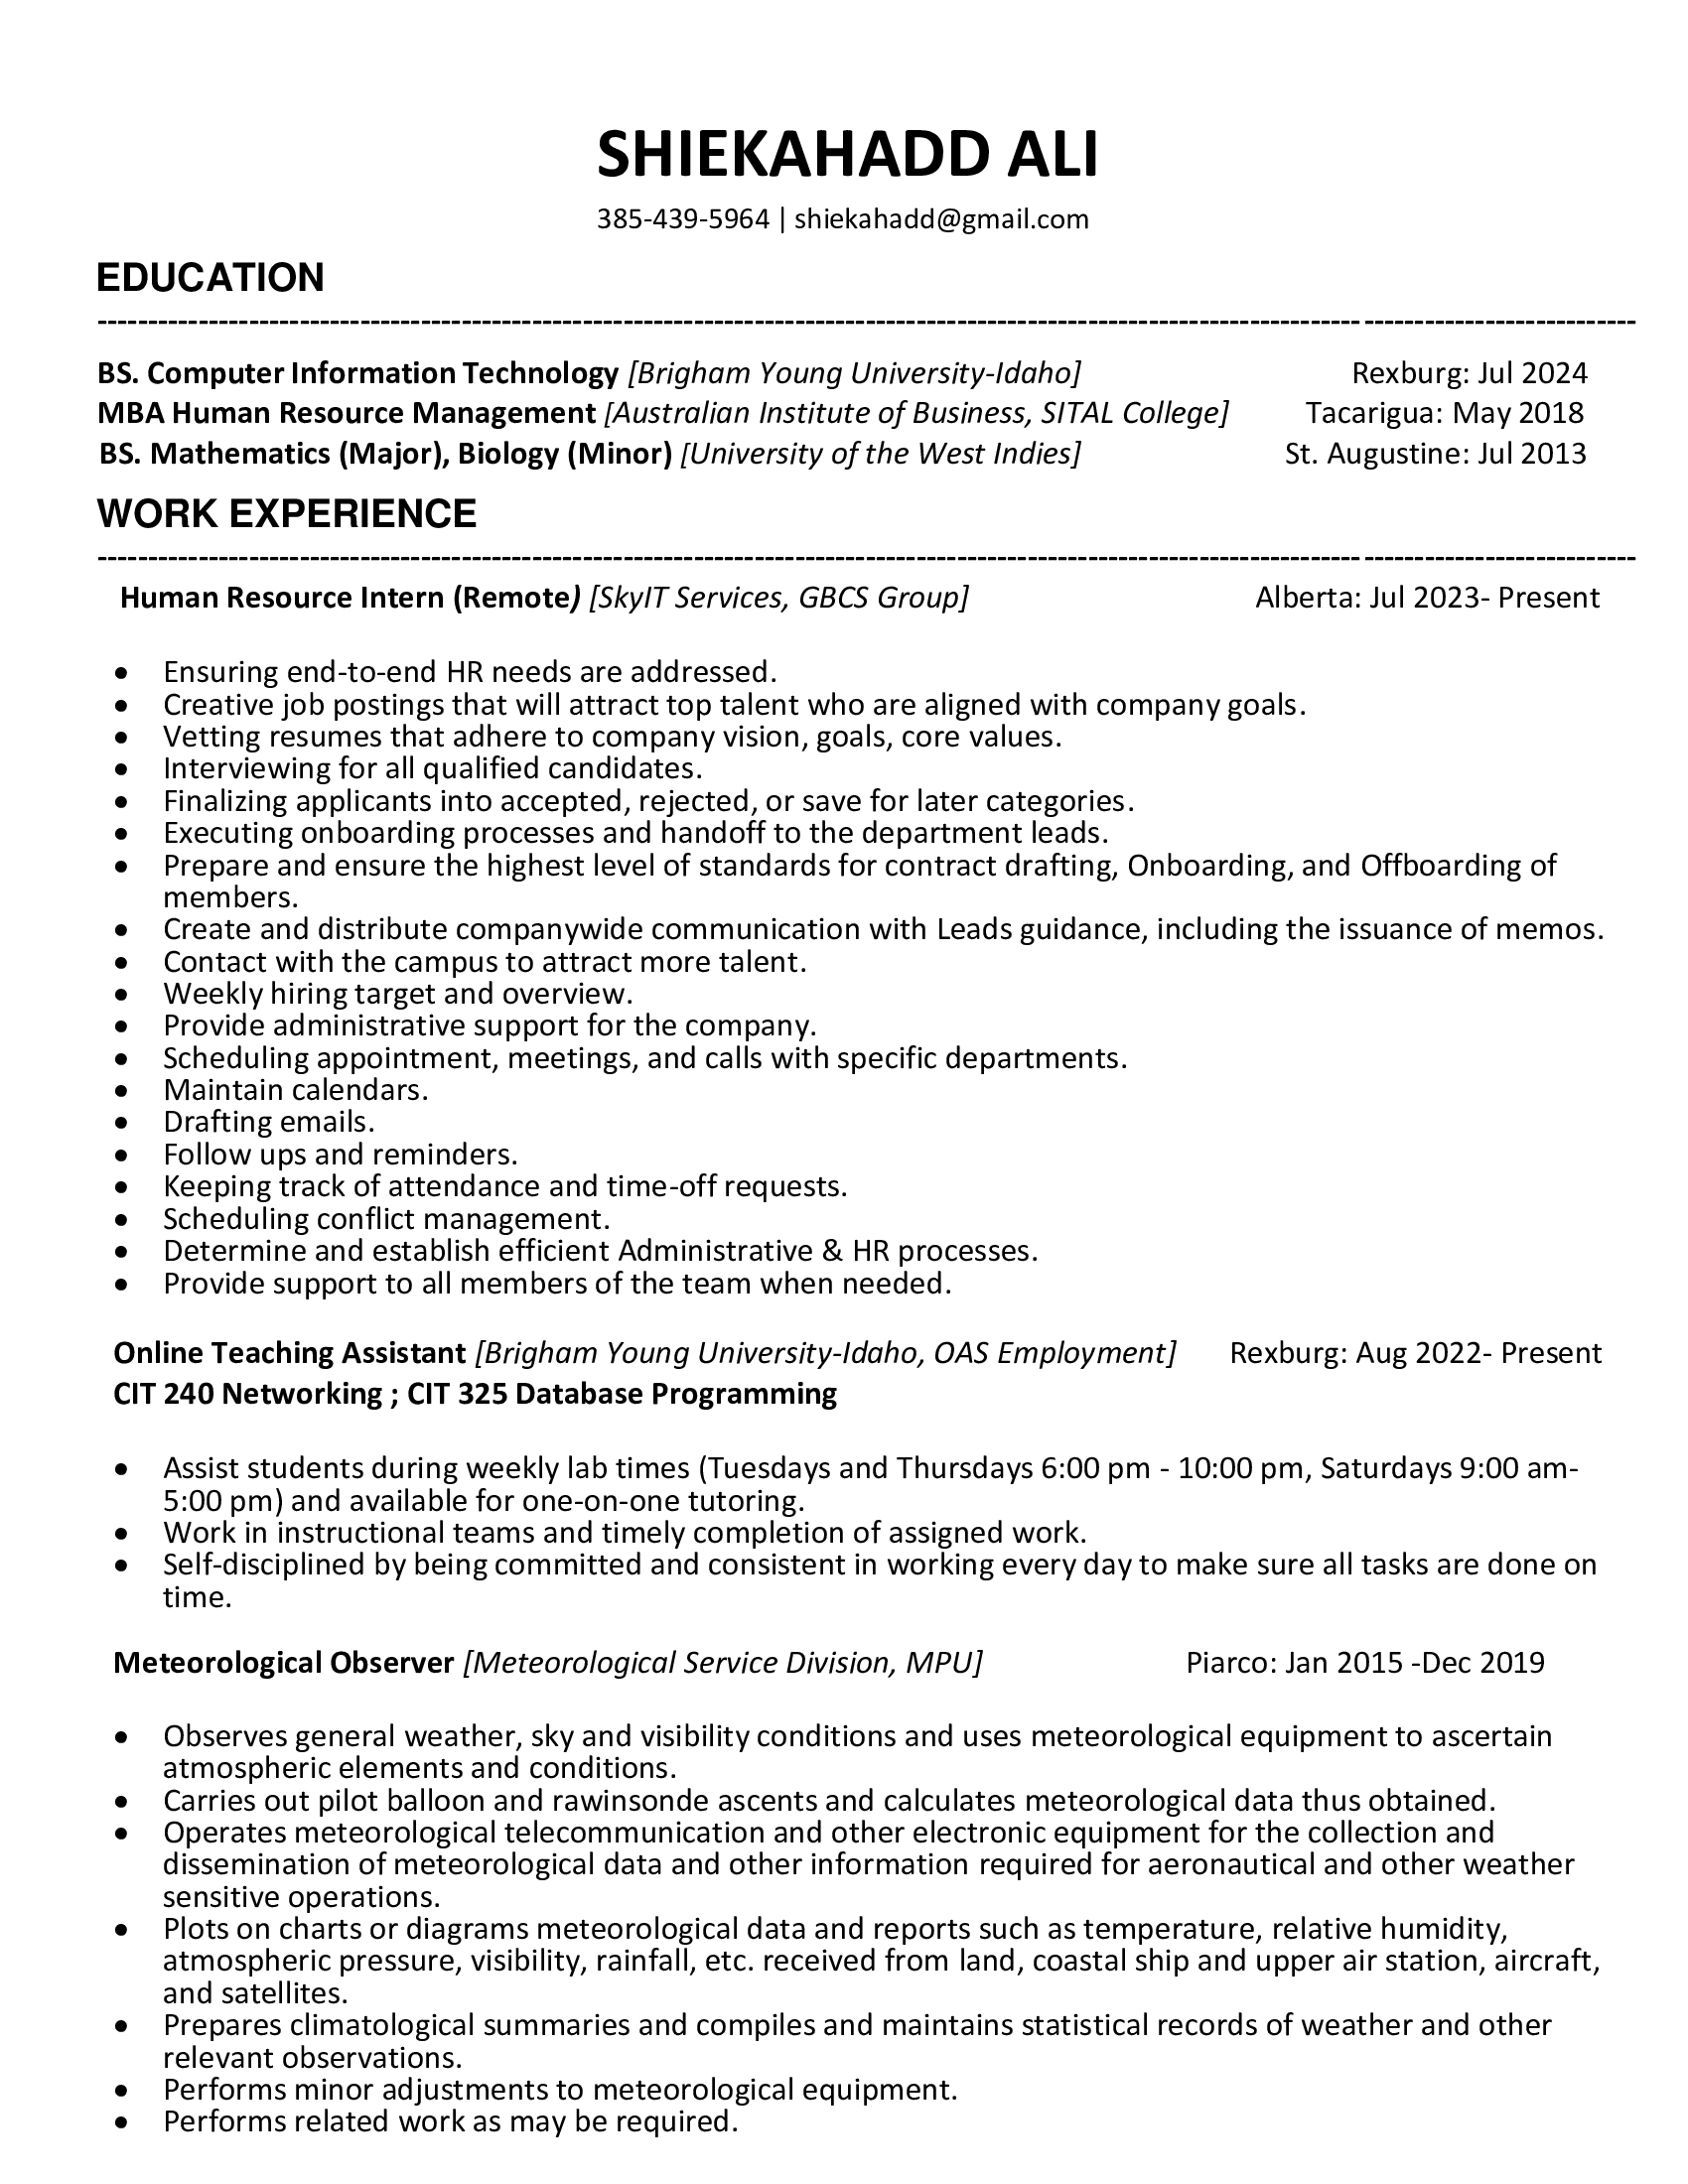 SHIEKAHADD ALI
385-439-5964 | shiekahadd@gmail.com
EDUCATION
----------------------------------------------------------------------------------------------------------------------------------------------------------
BS. Computer Information Technology [Brigham Young University-Idaho] Rexburg: Jul 2024
MBA Human Resource Management [Australian Institute of Business, SITAL College] Tacarigua: May 2018
BS. Mathematics (Major), Biology (Minor) [University of the West Indies] St. Augustine: Jul 2013
WORK EXPERIENCE
----------------------------------------------------------------------------------------------------------------------------------------------------------
Human Resource Intern (Remote) [SkyIT Services, GBCS Group] Alberta: Jul 2023- Present
• Ensuring end-to-end HR needs are addressed.
• Creative job postings that will attract top talent who are aligned with company goals.
• Vetting resumes that adhere to company vision, goals, core values.
• Interviewing for all qualified candidates.
• Finalizing applicants into accepted, rejected, or save for later categories.
• Executing onboarding processes and handoff to the department leads.
• Prepare and ensure the highest level of standards for contract drafting, Onboarding, and Offboarding of
members.
• Create and distribute companywide communication with Leads guidance, including the issuance of memos.
• Contact with the campus to attract more talent.
• Weekly hiring target and overview.
• Provide administrative support for the company.
• Scheduling appointment, meetings, and calls with specific departments.
• Maintain calendars.
• Drafting emails.
• Follow ups and reminders.
• Keeping track of attendance and time-off requests.
• Scheduling conflict management.
• Determine and establish efficient Administrative & HR processes.
• Provide support to all members of the team when needed.
Online Teaching Assistant [Brigham Young University-Idaho, OAS Employment] Rexburg: Aug 2022- Present
CIT 240 Networking ; CIT 325 Database Programming
• Assist students during weekly lab times (Tuesdays and Thursdays 6:00 pm - 10:00 pm, Saturdays 9:00 am-
5:00 pm) and available for one-on-one tutoring.
• Work in instructional teams and timely completion of assigned work.
• Self-disciplined by being committed and consistent in working every day to make sure all tasks are done on
time.
Meteorological Observer [Meteorological Service Division, MPU] Piarco: Jan 2015 -Dec 2019
• Observes general weather, sky and visibility conditions and uses meteorological equipment to ascertain
atmospheric elements and conditions.
• Carries out pilot balloon and rawinsonde ascents and calculates meteorological data thus obtained.
• Operates meteorological telecommunication and other electronic equipment for the collection and
dissemination of meteorological data and other information required for aeronautical and other weather
sensitive operations.
• Plots on charts or diagrams meteorological data and reports such as temperature, relative humidity,
atmospheric pressure, visibility, rainfall, etc. received from land, coastal ship and upper air station, aircraft,
and satellites.
• Prepares climatological summaries and compiles and maintains statistical records of weather and other
relevant observations.
• Performs minor adjustments to meteorological equipment.
• Performs related work as may be required.